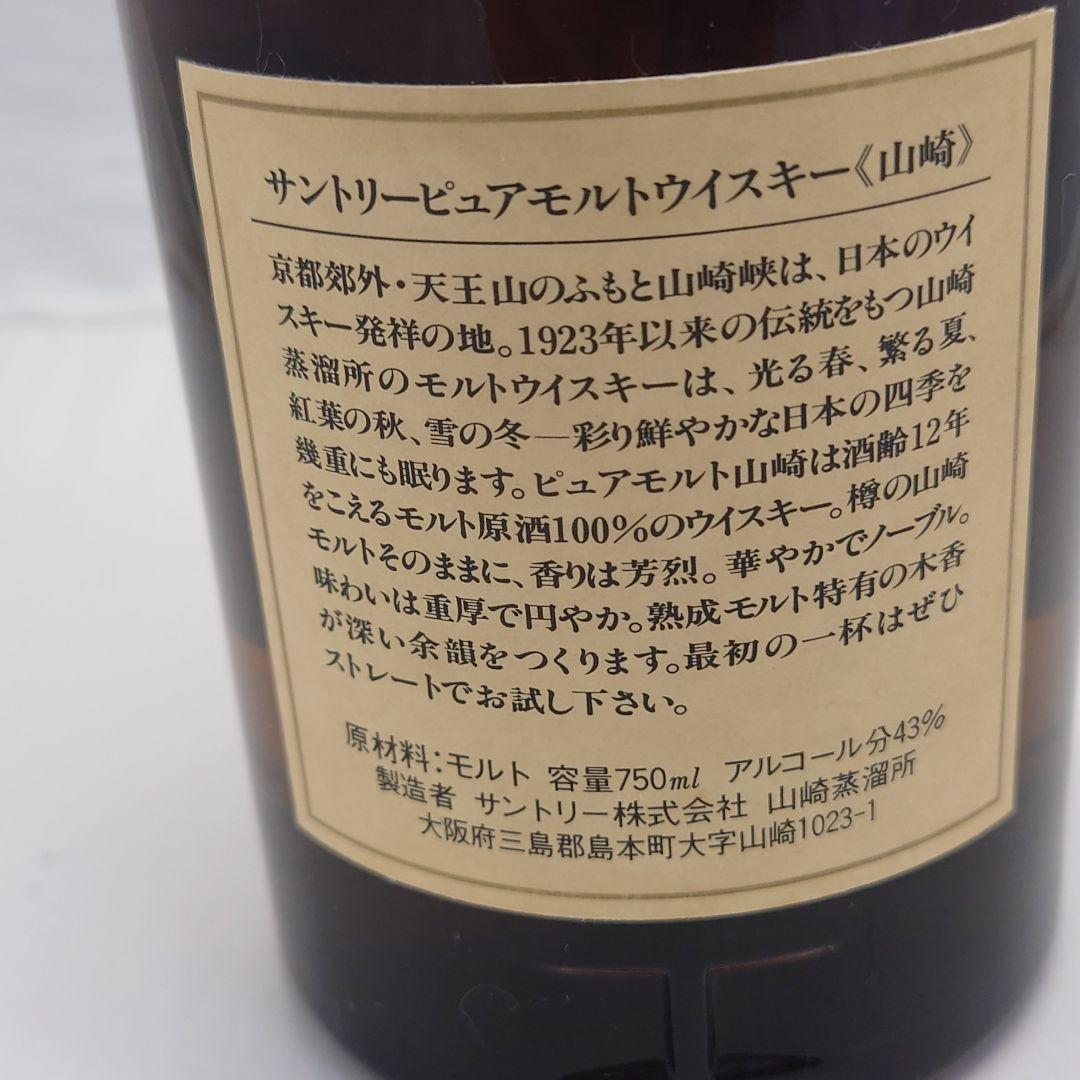 サントリーピュアモルトウイスキー《山崎》
京都郊外・天王山のふもと山崎峡は、日本のウイ
スキー発祥の地。1923年以来の伝統をもつ山崎
蒸溜所のモルトウイスキーは、光る春、繁る夏、
紅葉の秋、雪の冬―彩り鮮やかな日本の四季を
幾重にも眠ります。ピュアモルト山崎は酒齢12年
をこえるモルト原酒100%のウイスキー。樽の山崎
モルトそのままに、香りは芳烈。華やかでノーブル。
味わいは重厚で円やか。熟成モルト特有の木香
が深い余韻をつくります。最初の一杯はぜひ
ストレートでお試し下さい。
原材料：モルト 容量750ml アルコール分43%
製造者 サントリー株式会社 山崎蒸溜所
大阪府三島郡島本町大字山崎1023-1